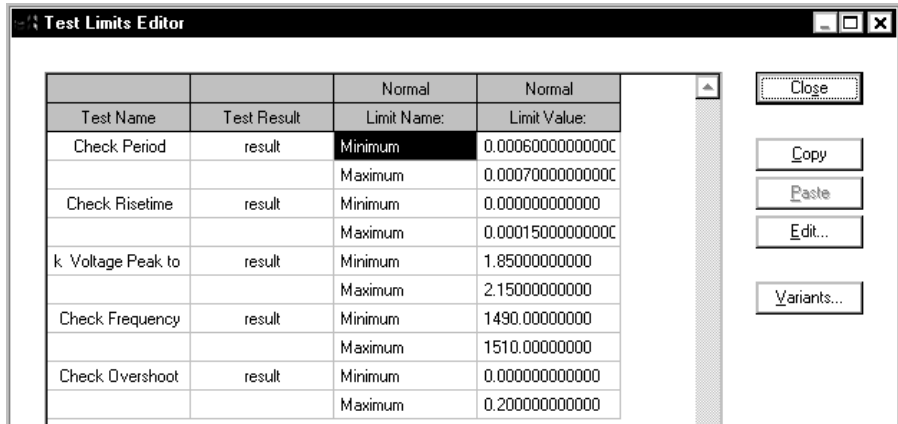 Test Limits Editor
Normal Normal
Test Name Test Result Limit Name: Limit Value:
Check Period result Minimum 0.0006000000000C
Maximum 0.0007000000000C
Check Risetime result Minimum 0.000000000000
Maximum 0.0001500000000C
k Voltage Peak to result Minimum 1.85000000000
Maximum 2.15000000000
Check Frequency result Minimum 1490.00000000
Maximum 1510.00000000
Check Overshoot result Minimum 0.000000000000
Maximum 0.200000000000
Close
Copy
Paste
Edit...
Variants...